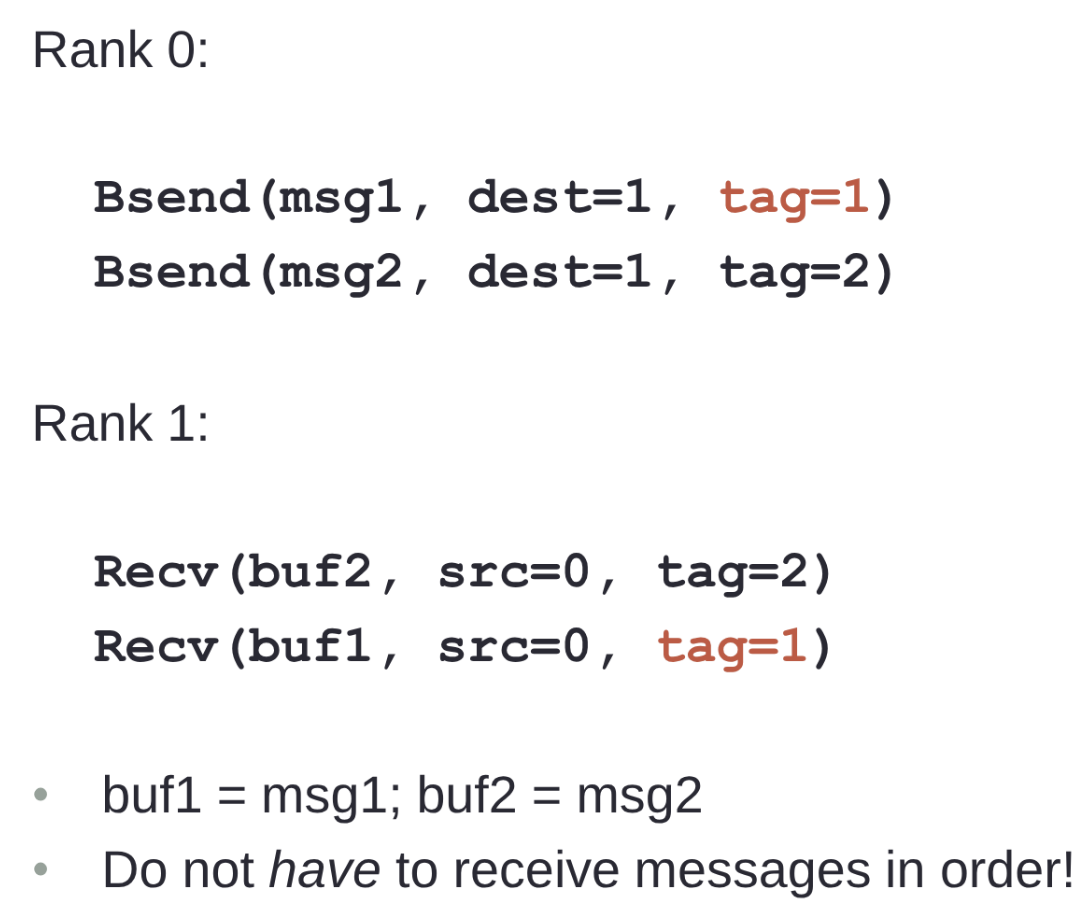 Rank 0:
Bsend(msg1, dest=1, tag=1)
Bsend(msg2, dest=1, tag=2)
Rank 1:
Recv(buf2, src=0, tag=2)
Recv(buf1, src=0, tag=1)
• buf1 = msg1; buf2 = msg2
• Do not have to receive messages in order!